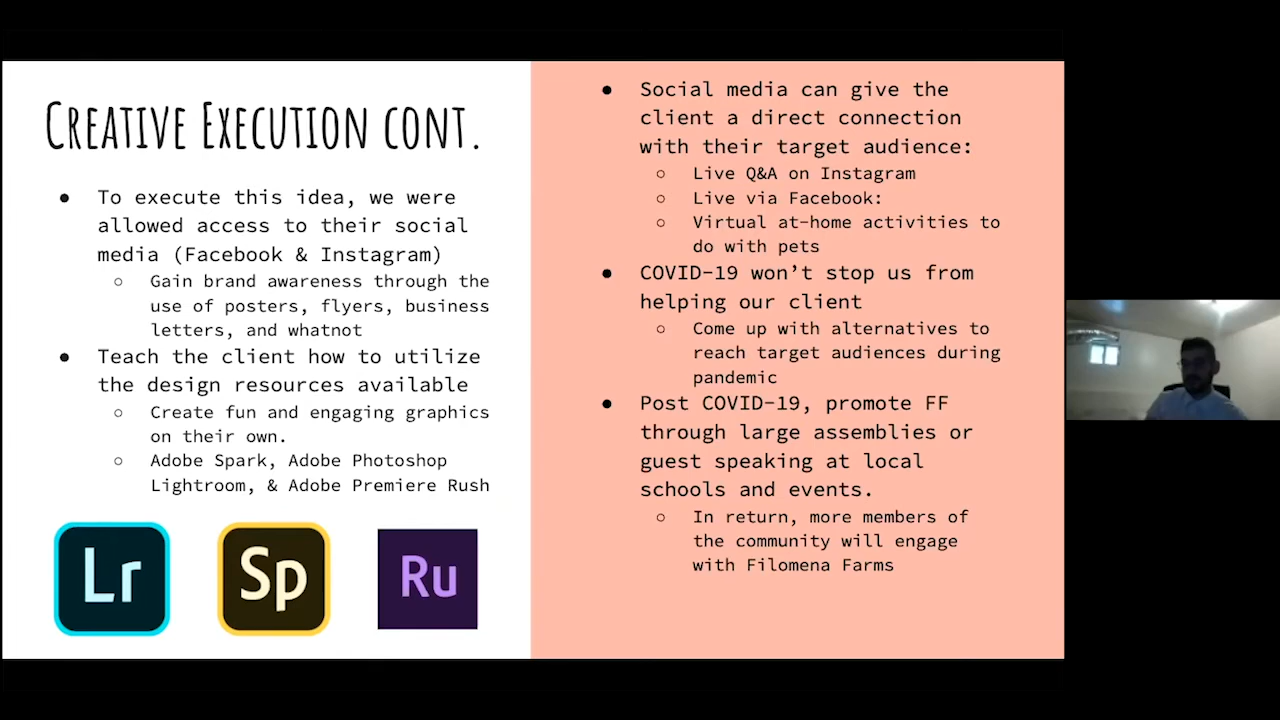 CREATIVE EXECUTION CONT.
● To execute this idea, we were
allowed access to their social
media (Facebook & Instagram)
○ Gain brand awareness through the
use of posters, flyers, business
letters, and whatnot
● Teach the client how to utilize
the design resources available
○ Create fun and engaging graphics
on their own.
○ Adobe Spark, Adobe Photoshop
Lightroom, & Adobe Premiere Rush
Lr Sp Ru
● Social media can give the
client a direct connection
with their target audience:
○ Live Q&A on Instagram
○ Live via Facebook:
○ Virtual at-home activities to
do with pets
● COVID-19 won’t stop us from
helping our client
○ Come up with alternatives to
reach target audiences during
pandemic
● Post COVID-19, promote FF
through large assemblies or
guest speaking at local
schools and events.
○ In return, more members of
the community will engage
with Filomena Farms